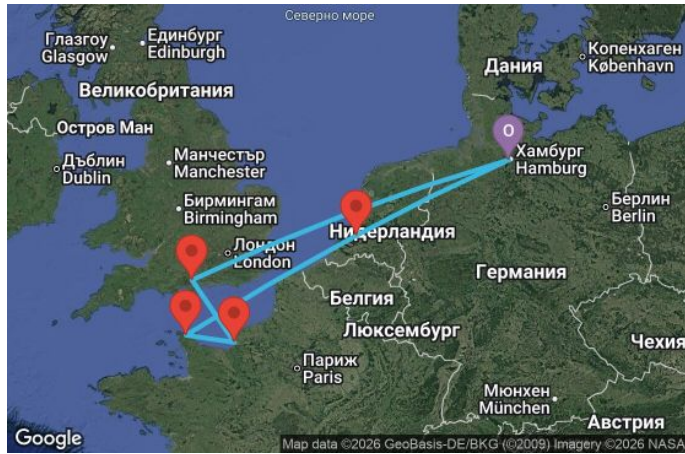 Северно море
Глазгоу
Glasgow
Единбург
Edinburgh
Великобритания
Остров Ман
Дъблин
Dublin
Манчестър
Manchester
Бирмингам
Birmingham
Лондон
London
Дания
Копенхаген
København
O
Хамбург
Hamburg
Берлин
Berlin
Нидерландия
Германия
Белгия
Люксембург
Париж
Paris
Чехия
Мюнхен
München
Австрия
Google
Map data ©2026 GeoBasis-DE/BKG (©2009) Imagery ©2026 NASA